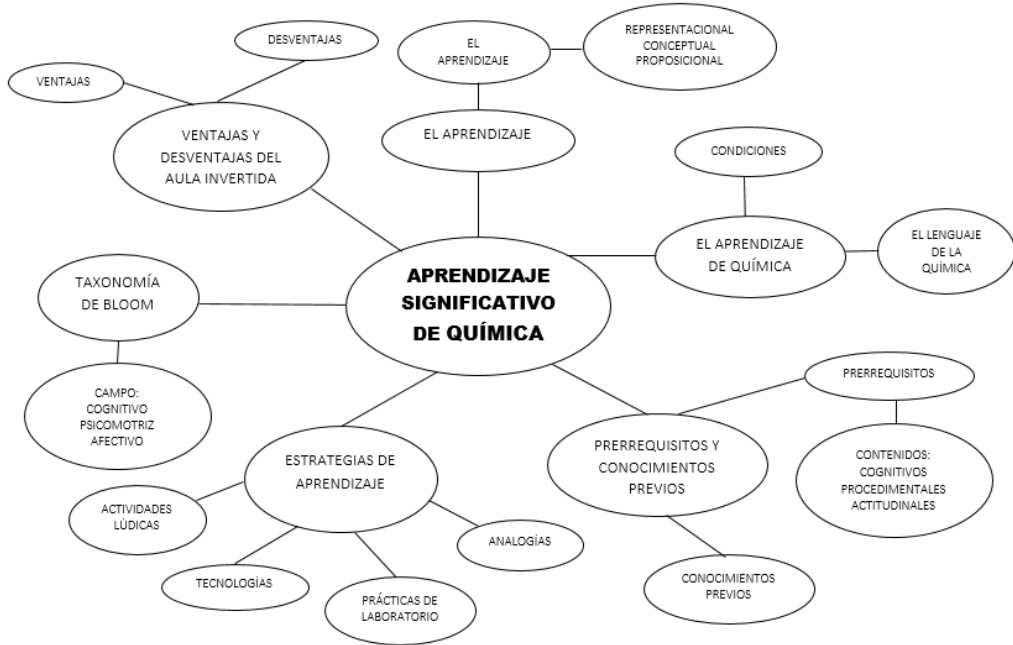 DESVENTAJAS
VENTAJAS
VENTAJAS Y
DESVENTAJAS DEL
AULA INVERTIDA
EL
APRENDIZAJE
REPRESENTACIONAL
CONCEPTUAL
PROPOSICIONAL
EL APRENDIZAJE
CONDICIONES
EL APRENDIZAJE
DE QUÍMICA
EL LENGUAJE
DE LA
QUÍMICA
APRENDIZAJE
SIGNIFICATIVO
DE QUÍMICA
TAXONOMÍA
DE BLOOM
CAMPO:
COGNITIVO
PSICOMOTRIZ
AFECTIVO
ESTRATEGIAS DE
APRENDIZAJE
ACTIVIDADES
LÚDICAS
TECNOLOGÍAS
PRÁCTICAS DE
LABORATORIO
ANALOGÍAS
PRERREQUISITOS Y
CONOCIMIENTOS
PREVIOS
PRERREQUISITOS
CONTENIDOS:
COGNITIVOS
PROCEDIMENTALES
ACTITUDINALES
CONOCIMIENTOS
PREVIOS